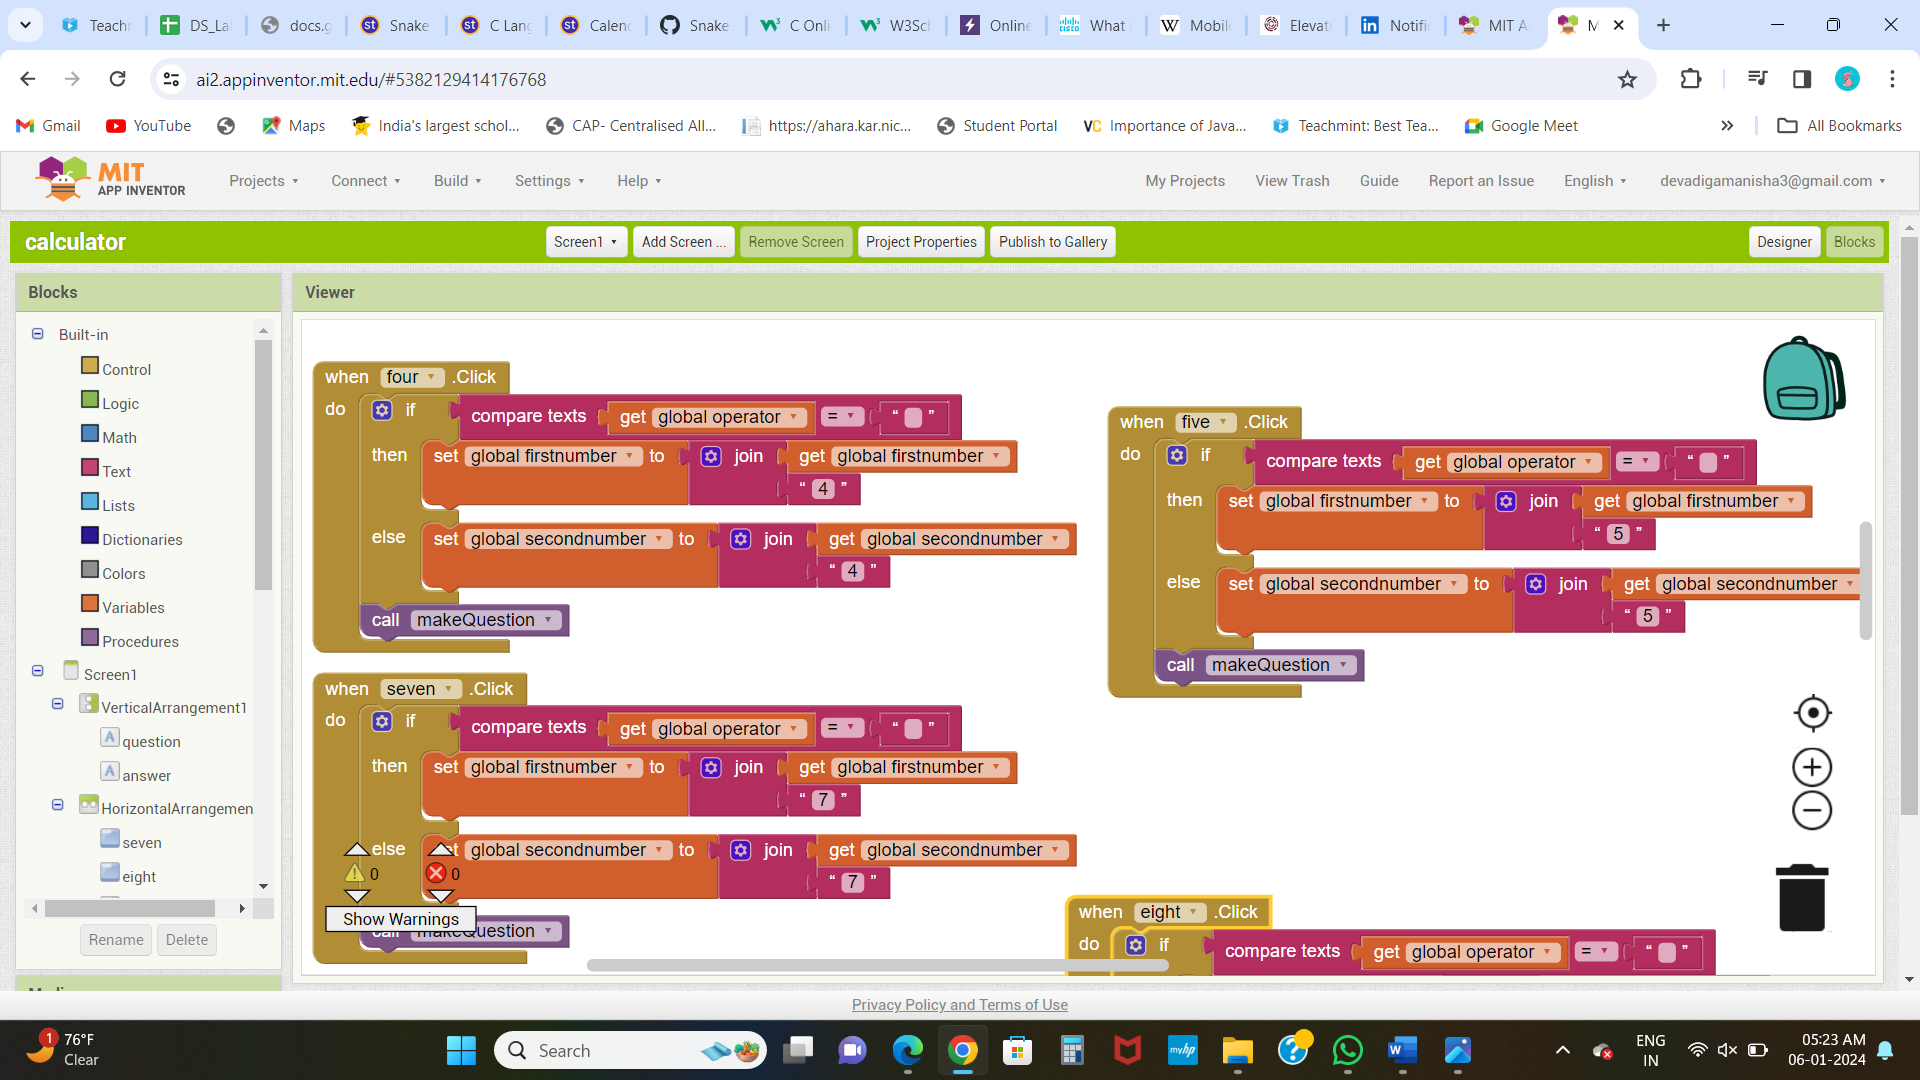 Teachr
DS_La
docs.g
Snake
C Lang
Calend
Snake
C Onli
W3Sch
Online
What
Mobile
Elevat
Notific
MIT A
M
ai2.appinventor.mit.edu/#5382129414176768
Gmail
YouTube
Maps
India's largest schol...
CAP- Centralised All...
https://ahara.kar.nic...
Student Portal
Importance of Java...
Teachmint: Best Tea...
Google Meet
All Bookmarks
MIT
APP INVENTOR
Projects
Connect
Build
Settings
Help
My Projects
View Trash
Guide
Report an Issue
English
devadigamanisha3@gmail.com
calculator
Screen1
Add Screen ...
Remove Screen
Project Properties
Publish to Gallery
Designer
Blocks
Blocks
Built-in
Control
Logic
Math
Text
Lists
Dictionaries
Colors
Variables
Procedures
Screen1
VerticalArrangement1
question
answer
HorizontalArrangemen
seven
eight
Rename
Delete
Viewer
when four .Click
do if compare texts get global operator = " "
then set global firstnumber to join get global firstnumber
" 4 "
else set global secondnumber to join get global secondnumber
" 4 "
call makeQuestion
when five .Click
do if compare texts get global operator = " "
then set global firstnumber to join get global firstnumber
" 5 "
else set global secondnumber to join get global secondnumber
" 5 "
call makeQuestion
when seven .Click
do if compare texts get global operator = " "
then set global firstnumber to join get global firstnumber
" 7 "
else set global secondnumber to join get global secondnumber
" 7 "
call makeQuestion
0
0
Show Warnings
when eight .Click
do if compare texts get global operator = " "
Privacy Policy and Terms of Use
1
76°F
Clear
Search
myhp
ENG
IN
05:23 AM
06-01-2024